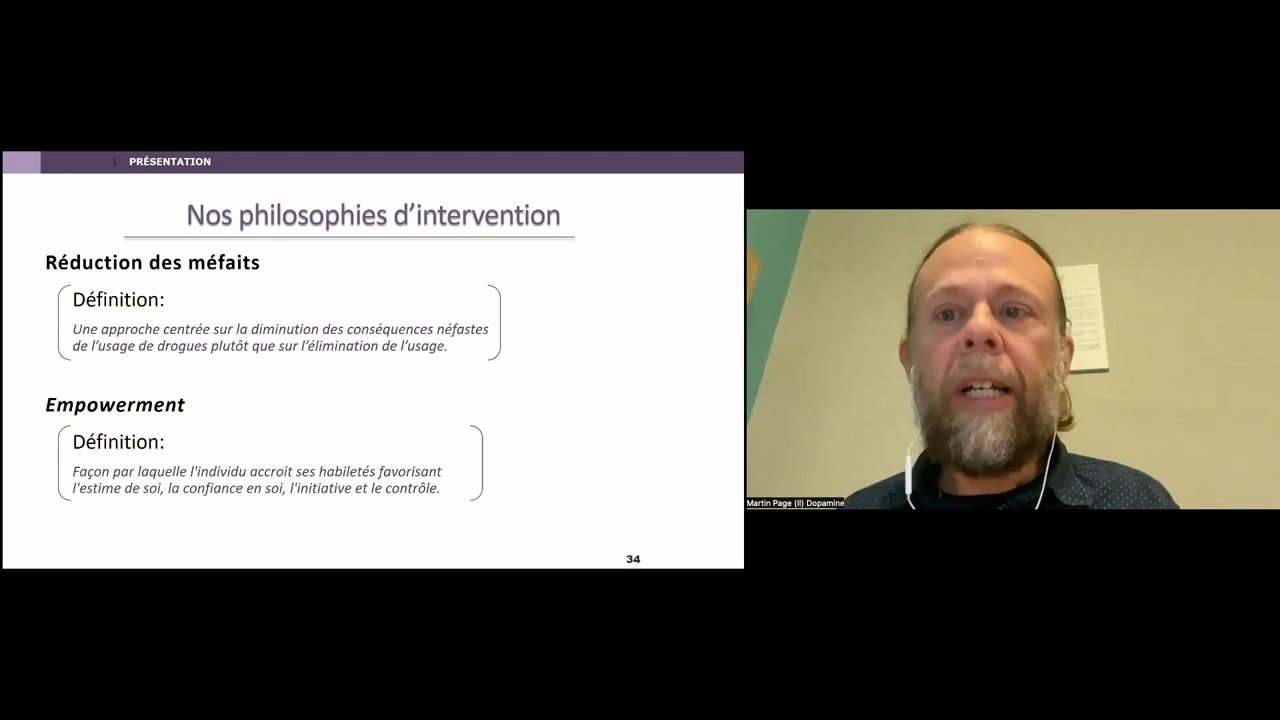 1 PRÉSENTATION
Nos philosophies d’intervention
Réduction des méfaits
Définition:
Une approche centrée sur la diminution des conséquences néfastes
de l’usage de drogues plutôt que sur l’élimination de l’usage.
Empowerment
Définition:
Façon par laquelle l'individu accroit ses habiletés favorisant
l'estime de soi, la confiance en soi, l'initiative et le contrôle.
34
Martin Page (Il) Dopamine